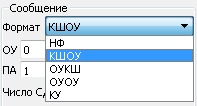 Сообщение
Формат КШОУ
ОУ 0
НФ
КШОУ
ПА 1
ОУКШ
ОУОУ
Число С
КУ